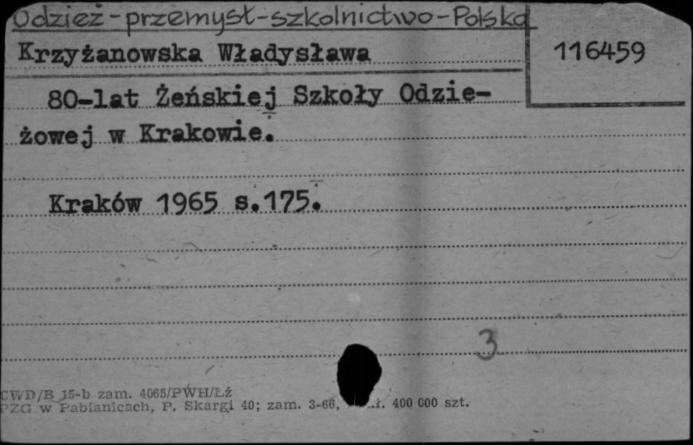 Odzież-przemysł-szkolnictwo-Polska
Krzyżanowska Władysława
116459
80-lat Żeńskiej Szkoły Odzie-
żowej w Krakowie.
Kraków 1965 s.175.
3
CWD/B 15-b zam. 4065/PWH/Łź
PZG w Pabianicach, P. Skargi 40; zam. 3-66, 400 000 szt.